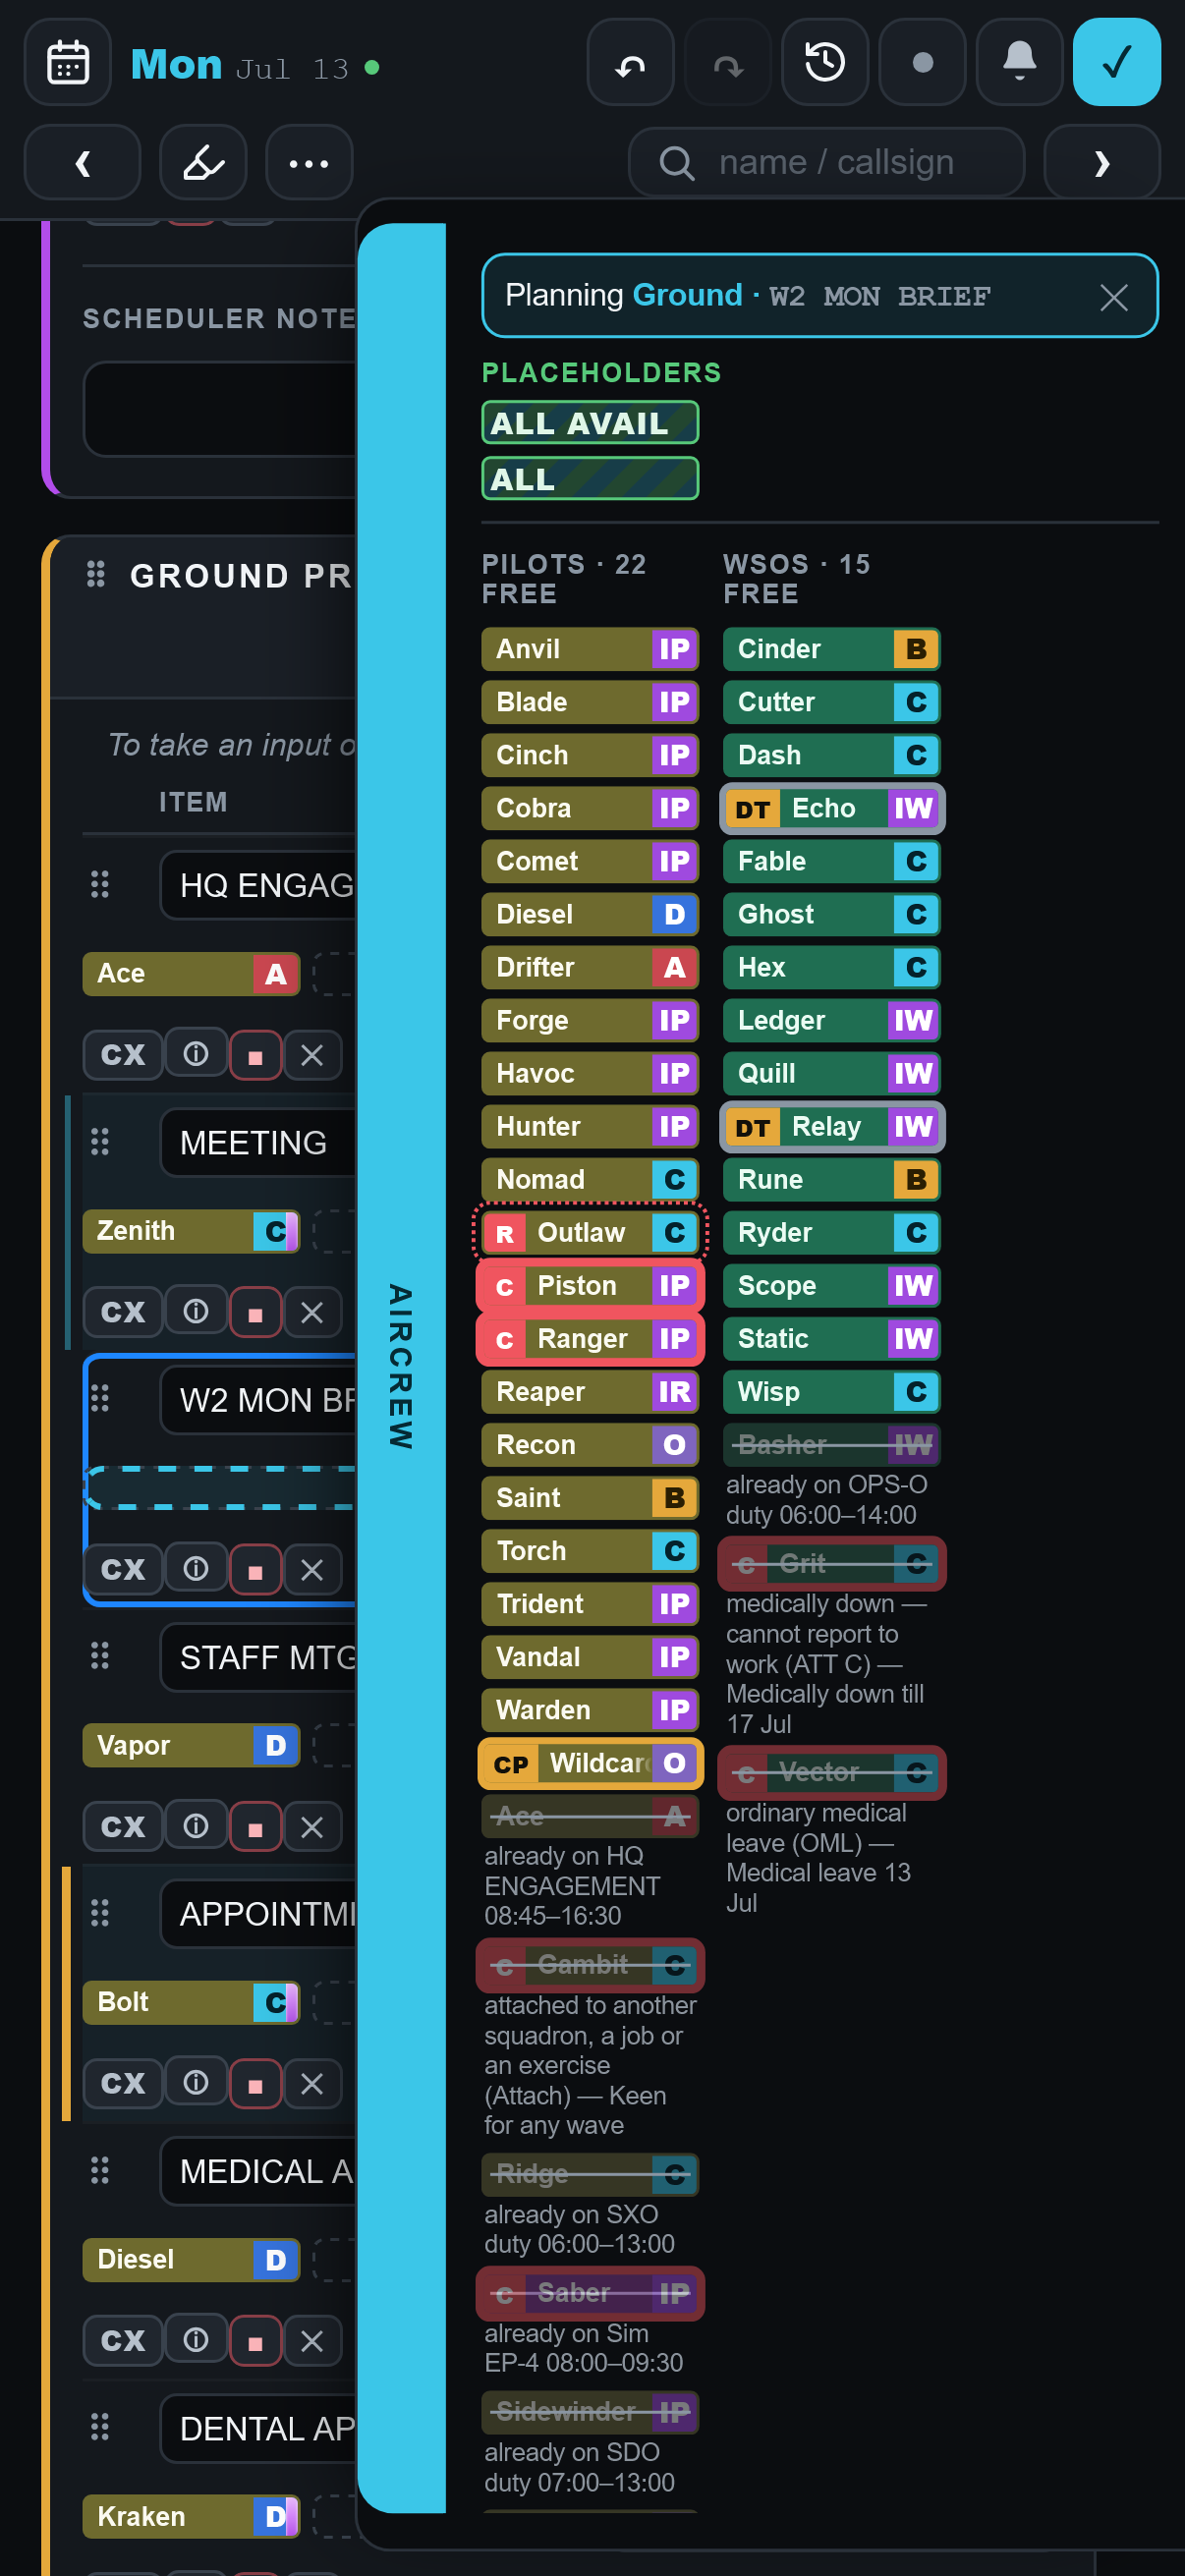 Mon Jul 13
name / callsign
SCHEDULER NOTE
GROUND PR
To take an input o
ITEM
HQ ENGAG
Ace A
CX
MEETING
Zenith C
CX
W2 MON BR
CX
STAFF MTG
Vapor D
CX
APPOINTM
Bolt C
CX
MEDICAL A
Diesel D
CX
DENTAL AP
Kraken D
AIRCREW
Planning Ground · W2 MON BRIEF
PLACEHOLDERS
ALL AVAIL
ALL
PILOTS · 22
FREE
Anvil IP
Blade IP
Cinch IP
Cobra IP
Comet IP
Diesel D
Drifter A
Forge IP
Havoc IP
Hunter IP
Nomad C
R Outlaw C
C Piston IP
C Ranger IP
Reaper IR
Recon O
Saint B
Torch C
Trident IP
Vandal IP
Warden IP
CP Wildcar O
Ace A
already on HQ
ENGAGEMENT
08:45–16:30
C Gambit C
attached to another
squadron, a job or
an exercise
(Attach) — Keen
for any wave
Ridge C
already on SXO
duty 06:00–13:00
C Saber IP
already on Sim
EP-4 08:00–09:30
Sidewinder IP
already on SDO
duty 07:00–13:00
WSOS · 15
FREE
Cinder B
Cutter C
Dash C
DT Echo IW
Fable C
Ghost C
Hex C
Ledger IW
Quill IW
DT Relay IW
Rune B
Ryder C
Scope IW
Static IW
Wisp C
Basher IW
already on OPS-O
duty 06:00–14:00
C Grit C
medically down —
cannot report to
work (ATT C) —
Medically down till
17 Jul
C Vector C
ordinary medical
leave (OML) —
Medical leave 13
Jul